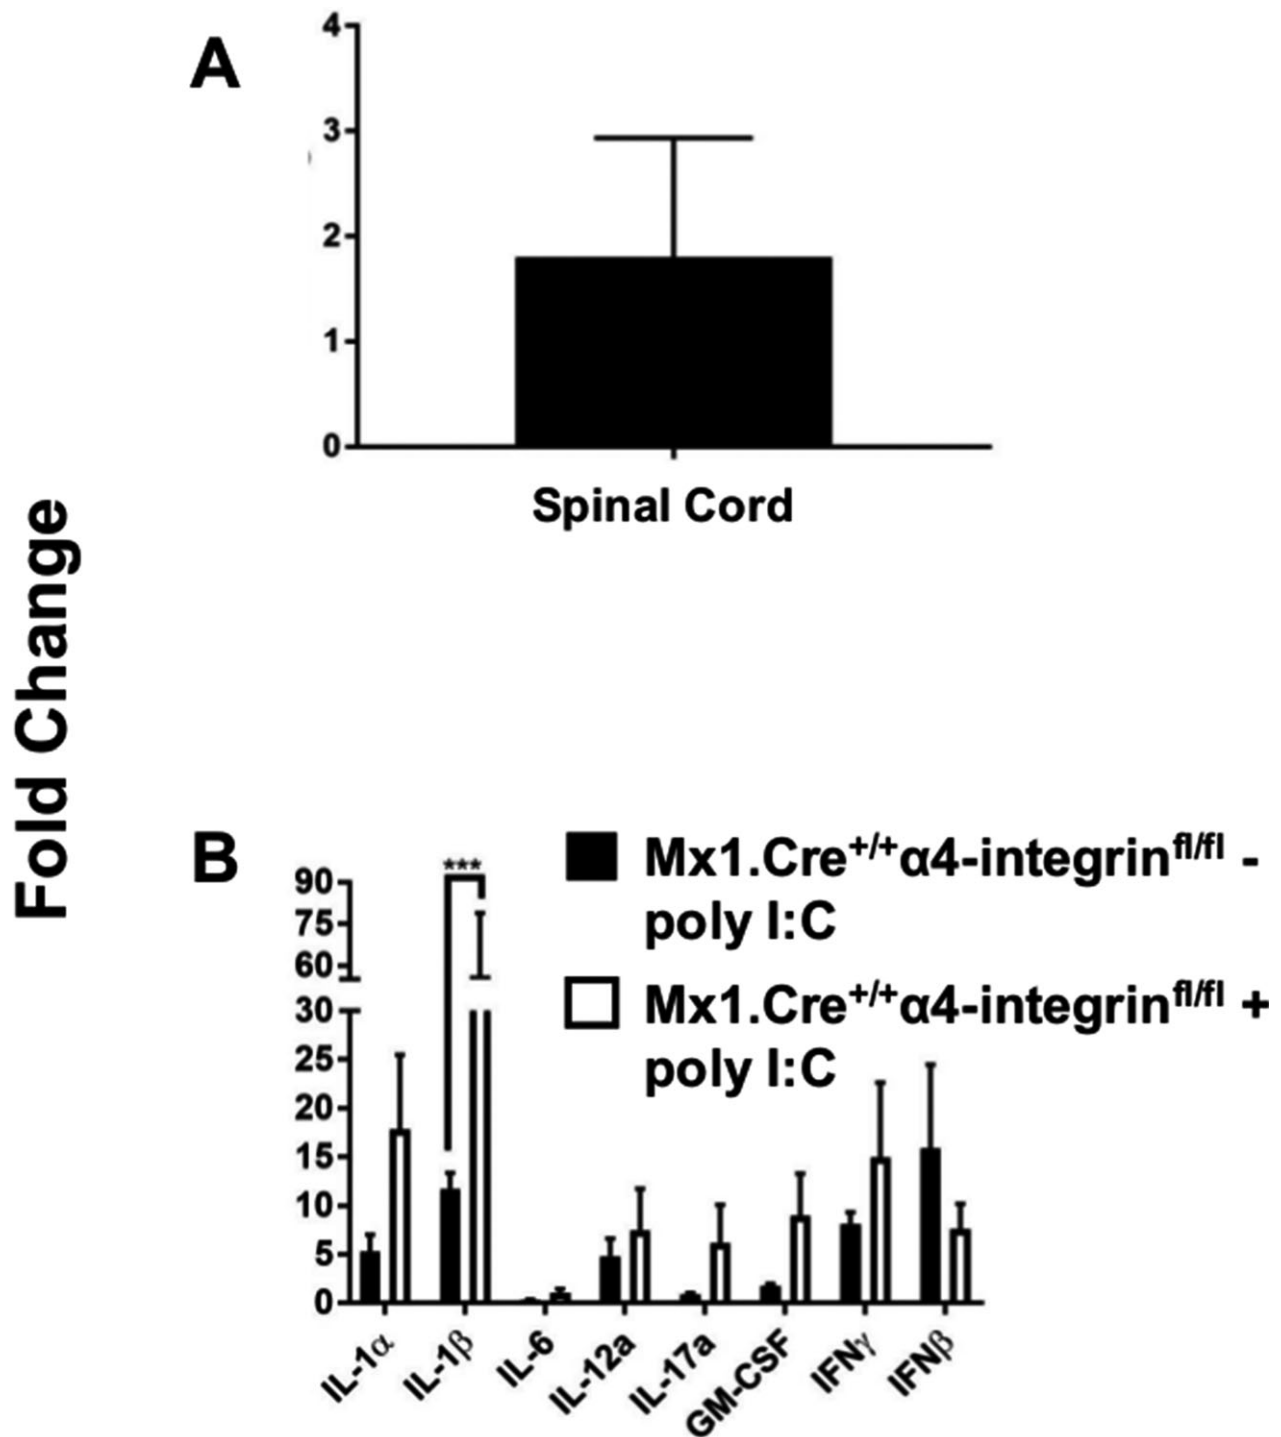 A
4
3
2
1
0
Spinal Cord
Fold Change
B
***
90
75
60
30
25
20
15
10
5
0
Mx1.Cre+/+α4-integrinfl/fl -
poly I:C
Mx1.Cre+/+α4-integrinfl/fl +
poly I:C
IL-1α
IL-1β
IL-6
IL-12a
IL-17a
GM-CSF
IFNγ
IFNβ